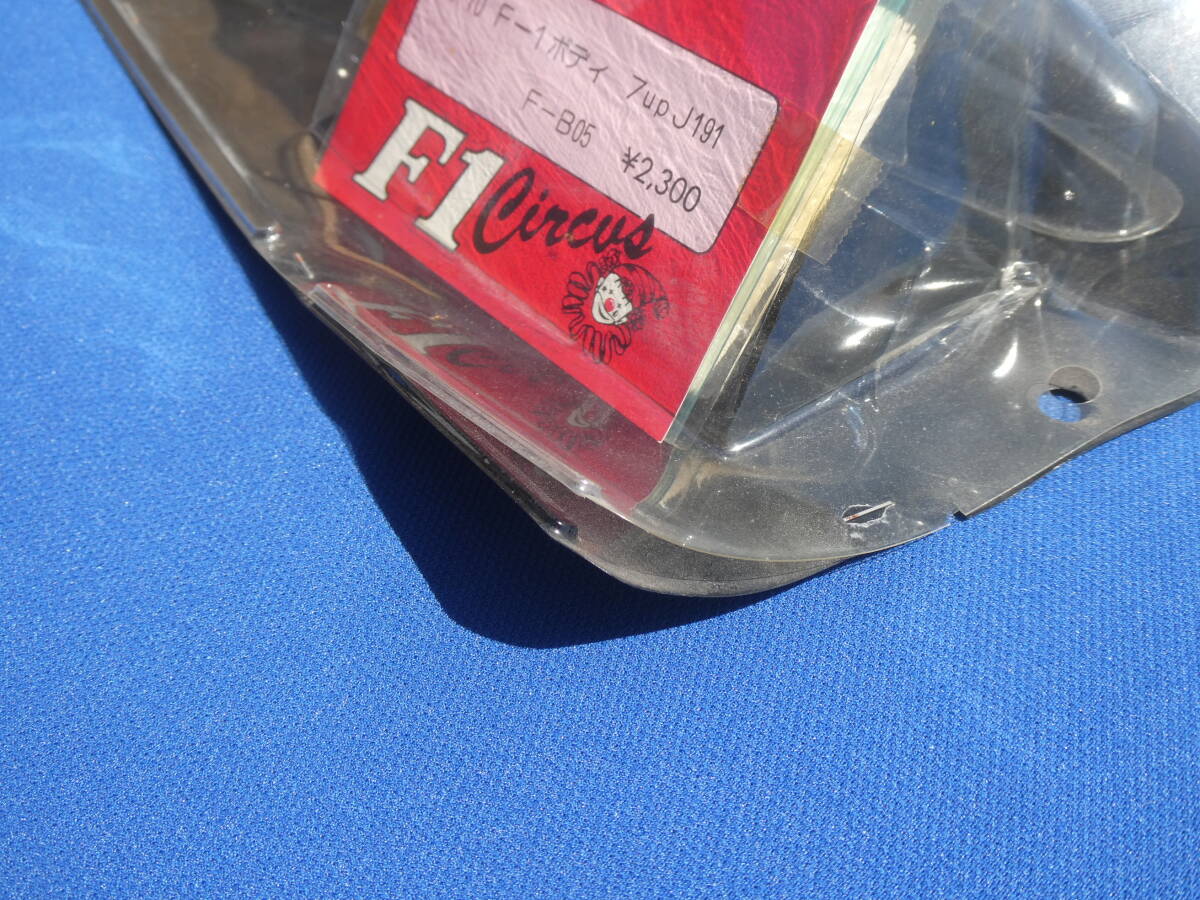 F-1ボディ 7up J191
F-B05 ¥2,300
F1 Circus